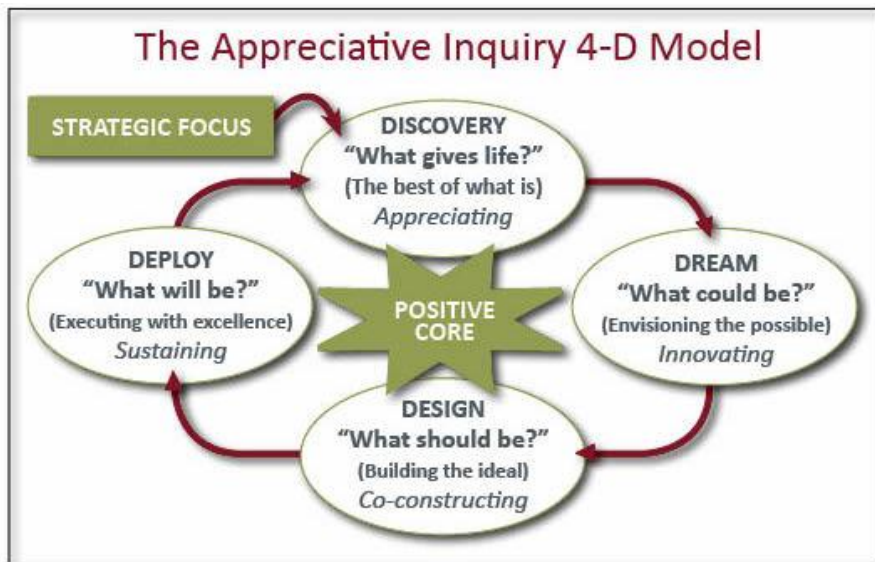 The Appreciative Inquiry 4-D Model
STRATEGIC FOCUS
DISCOVERY
“What gives life?”
(The best of what is)
Appreciating
DREAM
“What could be?”
(Envisioning the possible)
Innovating
DESIGN
“What should be?”
(Building the ideal)
Co-constructing
DEPLOY
“What will be?”
(Executing with excellence)
Sustaining
POSITIVE
CORE